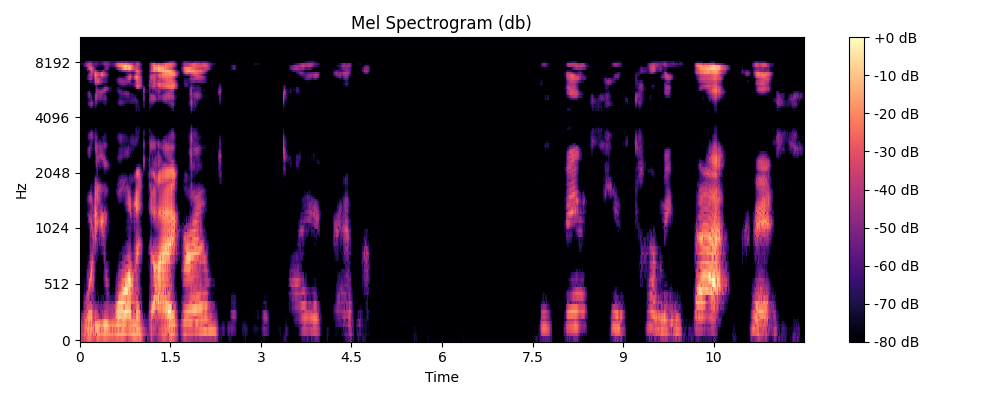 Mel Spectrogram (db)
Hz
8192
4096
2048
1024
512
0
0 1.5 3 4.5 6 7.5 9 10
Time
+0 dB
-10 dB
-20 dB
-30 dB
-40 dB
-50 dB
-60 dB
-70 dB
-80 dB